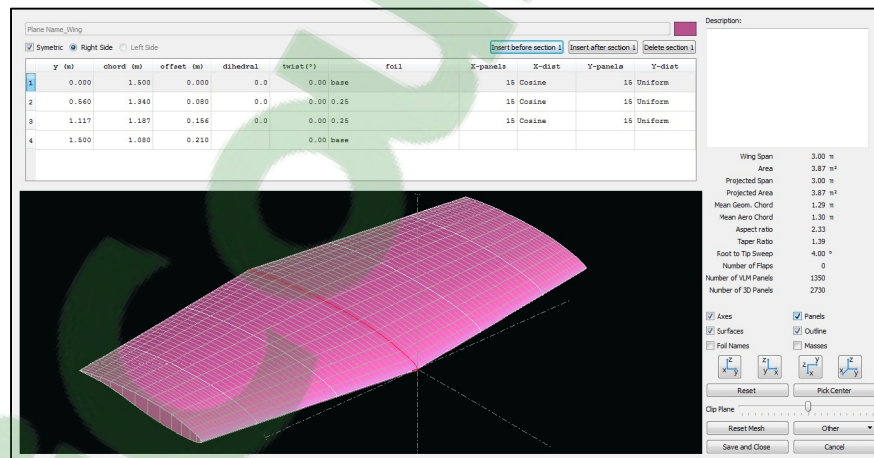 Description:
Plane Name_Wing
Symetric Right Side Left Side Insert before section 1 Insert after section 1 Delete section 1
y (m) chord (m) offset (m) dihedral twist(°) foil X-panels X-dist Y-panels Y-dist
1 0.000 1.500 0.000 0.0 0.00 base 15 Cosine 15 Uniform
2 0.560 1.340 0.080 0.0 0.00 0.25 15 Cosine 15 Uniform
3 1.117 1.187 0.156 0.0 0.00 0.25 15 Cosine 15 Uniform
4 1.500 1.080 0.210 0.00 base
Wing Span 3.00 m
Area 3.87 m²
Projected Span 3.00 m
Projected Area 3.87 m²
Mean Geom. Chord 1.29 m
Mean Aero Chord 1.30 m
Aspect ratio 2.33
Taper Ratio 1.39
Root to Tip Sweep 4.00 °
Number of Flaps 0
Number of VLM Panels 1350
Number of 3D Panels 2730
Axes Panels
Surfaces Outline
Foil Names Masses
z z y z
x y y x z x x y
Reset Pick Center
Clip Plane
Reset Mesh Other
Save and Close Cancel